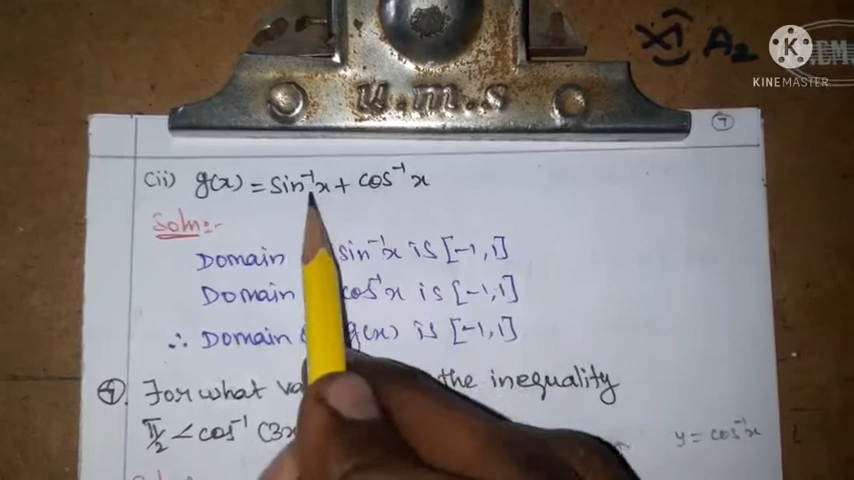 XI A2
K
KINEMASTER
u.m.s
7
(ii) g(x) = sin⁻¹x + cos⁻¹x
Soln:-
Domain sin⁻¹x is [-1,1]
Domain cos⁻¹x is [-1,1]
∴ Domain g(x) is [-1,1]
4. For what the inequality
π/2 < cos⁻¹ (3x
y = cos⁻¹x